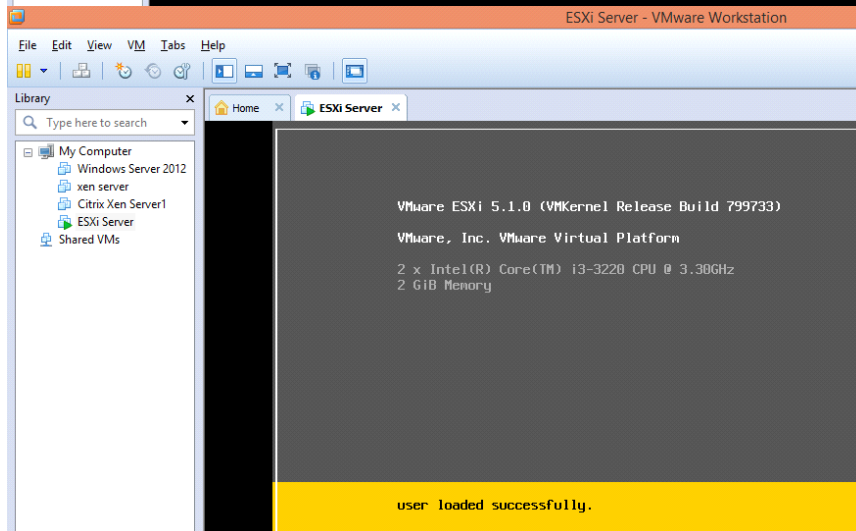 ESXi Server - VMware Workstation
File Edit View VM Tabs Help
Library
Type here to search
My Computer
Windows Server 2012
xen server
Citrix Xen Server1
ESXi Server
Shared VMs
Home
ESXi Server
VMware ESXi 5.1.0 (VMKernel Release Build 799733)
VMware, Inc. VMware Virtual Platform
2 x Intel(R) Core(TM) i3-3220 CPU @ 3.30GHz
2 GiB Memory
user loaded successfully.